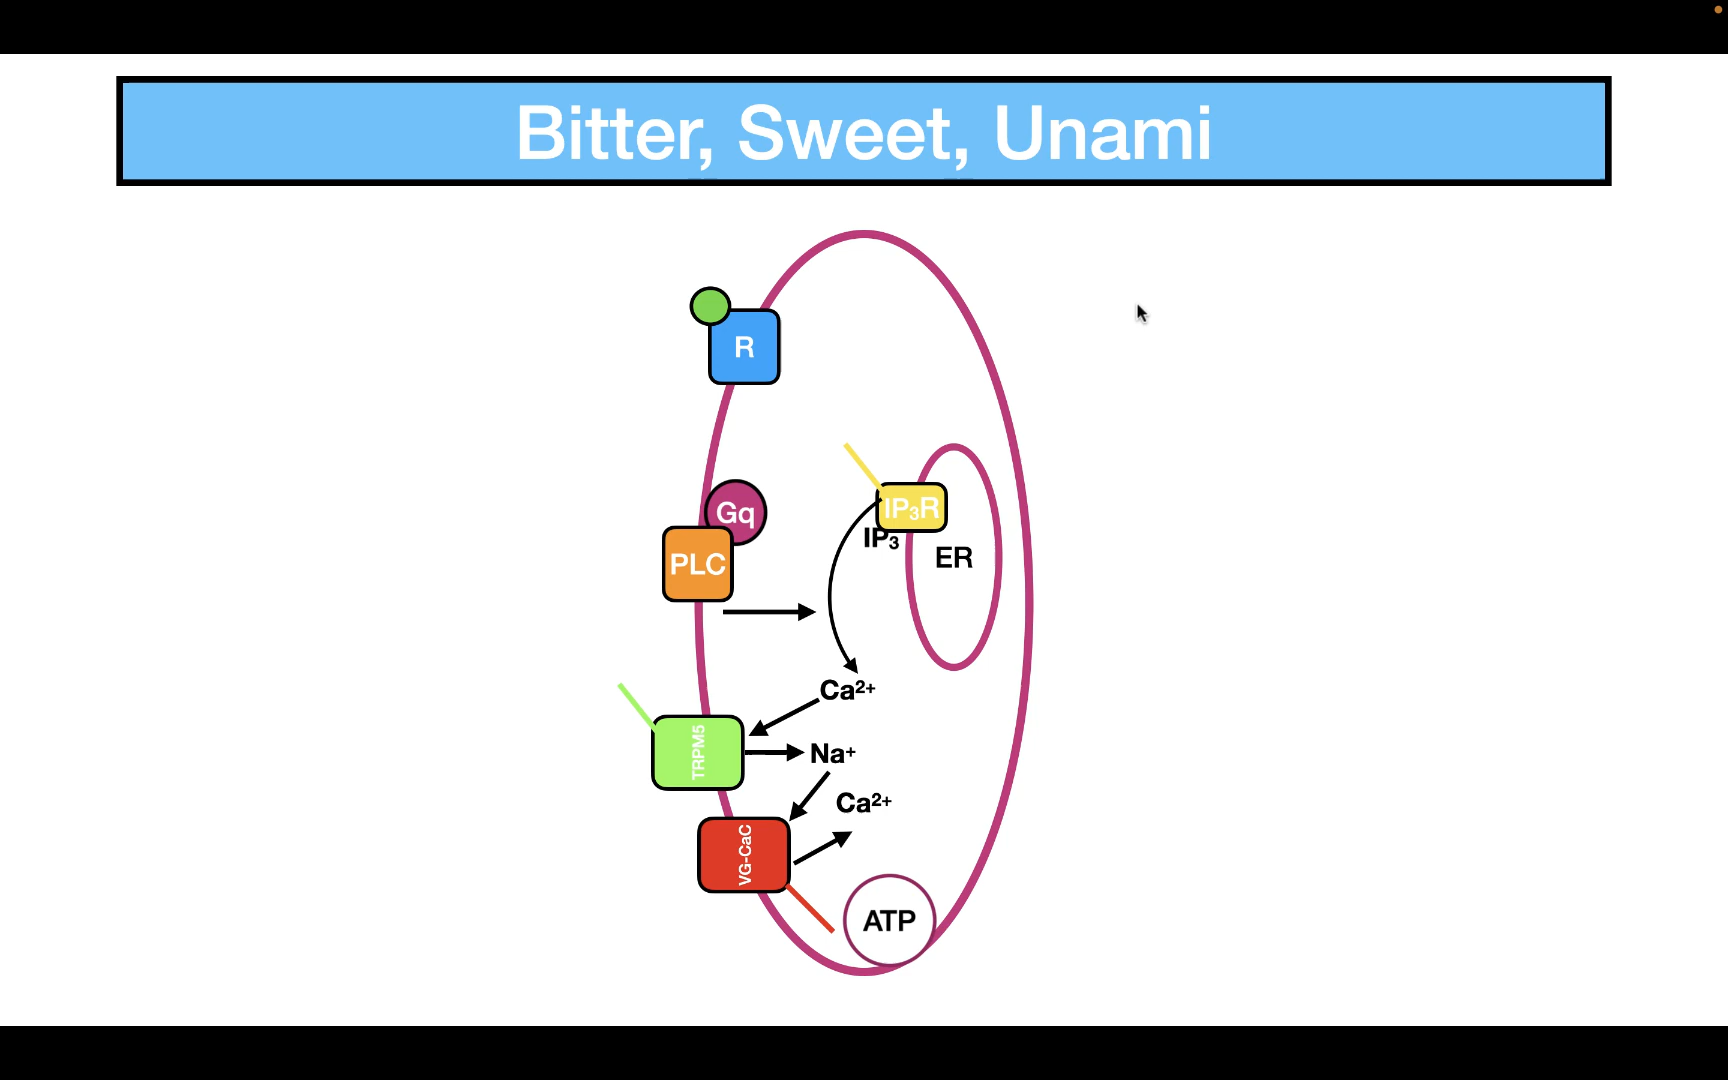 Bitter, Sweet, Unami
R
Gq
PLC
IP₃R
IP₃
ER
Ca²⁺
TRPM5
Na⁺
Ca²⁺
VG-CaC
ATP